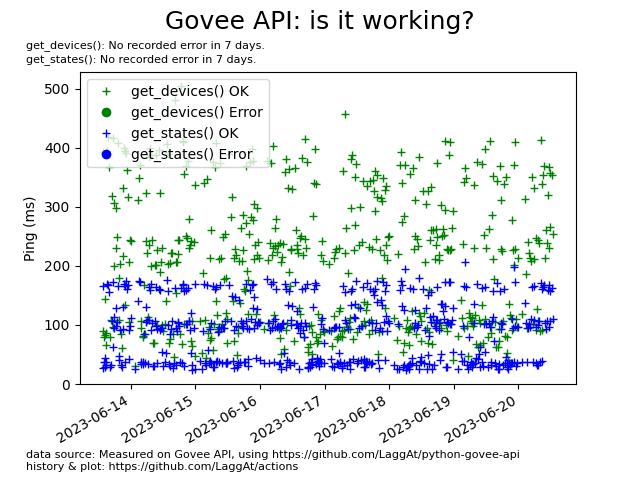 Govee API: is it working?
get_devices(): No recorded error in 7 days.
get_states(): No recorded error in 7 days.
get_devices() OK
get_devices() Error
get_states() OK
get_states() Error
Ping (ms)
500
400
300
200
100
0
2023-06-14
2023-06-15
2023-06-16
2023-06-17
2023-06-18
2023-06-19
2023-06-20
data source: Measured on Govee API, using https://github.com/LaggAt/python-govee-api
history & plot: https://github.com/LaggAt/actions